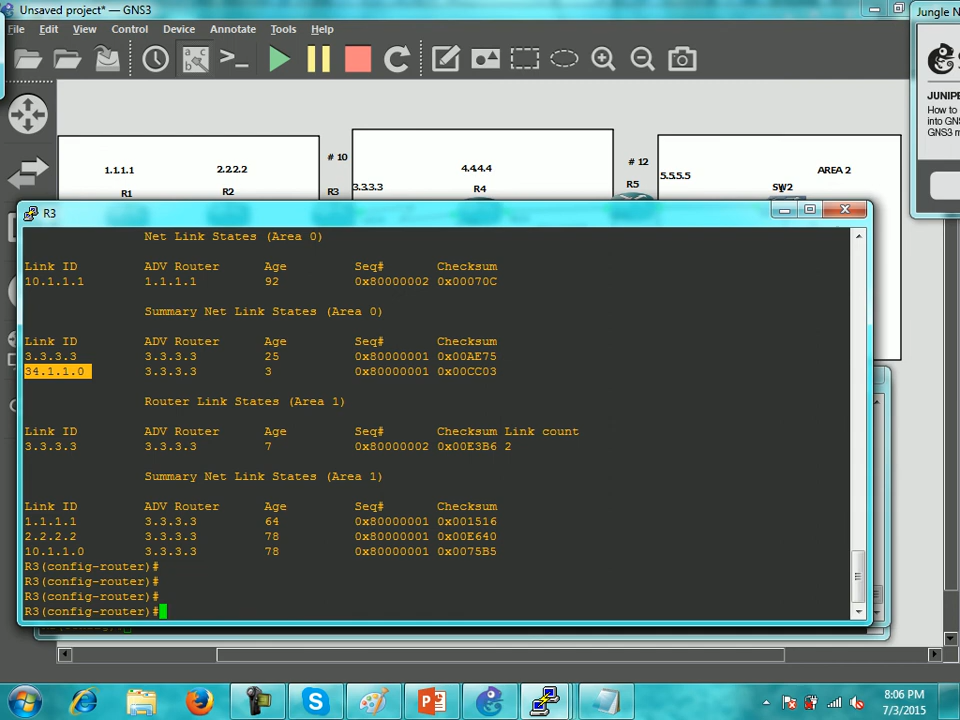 Unsaved project* — GNS3
File Edit View Control Device Annotate Tools Help
Jungle N
JUNIPE
How to
into GNS
GNS3 m
1.1.1.1
2.2.2.2
# 10
4.4.4.4
# 12
AREA 2
R1
R2
R3
3.3.3.3
R4
R5
5.5.5.5
SW2
R3
Net Link States (Area 0)
Link ID ADV Router Age Seq# Checksum
10.1.1.1 1.1.1.1 92 0x80000002 0x00070C
Summary Net Link States (Area 0)
Link ID ADV Router Age Seq# Checksum
3.3.3.3 3.3.3.3 25 0x80000001 0x00AE75
34.1.1.0 3.3.3.3 3 0x80000001 0x00CC03
Router Link States (Area 1)
Link ID ADV Router Age Seq# Checksum Link count
3.3.3.3 3.3.3.3 7 0x80000002 0x00E3B6 2
Summary Net Link States (Area 1)
Link ID ADV Router Age Seq# Checksum
1.1.1.1 3.3.3.3 64 0x80000001 0x001516
2.2.2.2 3.3.3.3 78 0x80000001 0x00E640
10.1.1.0 3.3.3.3 78 0x80000001 0x0075B5
R3(config-router)#
R3(config-router)#
R3(config-router)#
R3(config-router)#
8:06 PM
7/3/2015